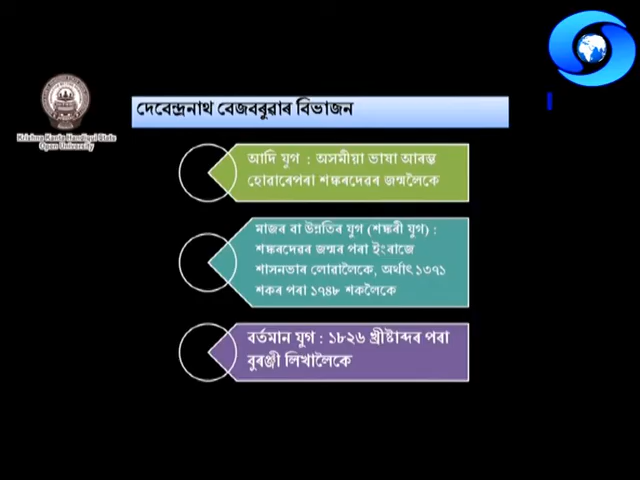 Krishna Kanta Handiqui State
Open University
দেবেন্দ্ৰনাথ বেজবৰুৱাৰ বিভাজন
আদি যুগ : অসমীয়া ভাষা আৰম্ভ
হোৱাৰেপৰা শঙ্কৰদেৱৰ জন্মলৈকে
মাজৰ বা উন্নতিৰ যুগ (শঙ্কৰী যুগ) :
শঙ্কৰদেৱৰ জন্মৰ পৰা ইংৰাজে
শাসনভাৰ লোৱালৈকে, অৰ্থাৎ ১৩৭১
শকৰ পৰা ১৭৪৮ শকলৈকে
বৰ্তমান যুগ : ১৮২৬ খ্ৰীষ্টাব্দৰ পৰা
বুৰঞ্জী লিখালৈকে